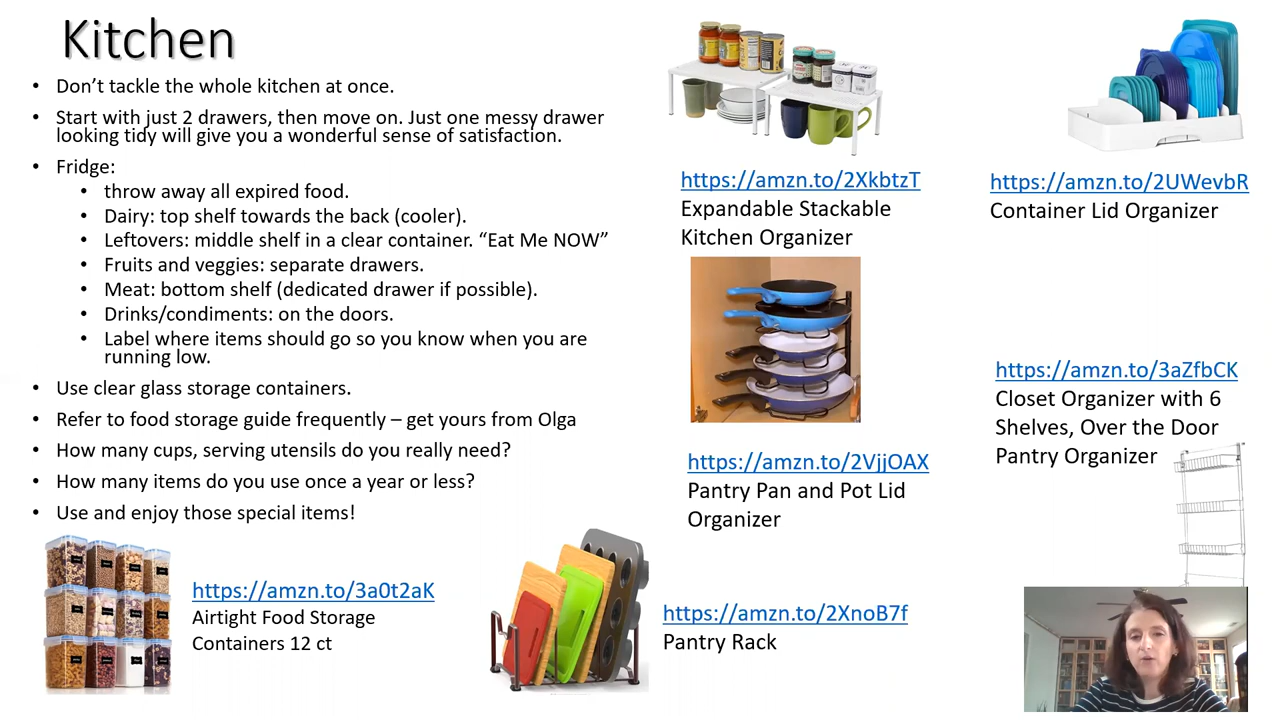 Kitchen
• Don’t tackle the whole kitchen at once.
• Start with just 2 drawers, then move on. Just one messy drawer
looking tidy will give you a wonderful sense of satisfaction.
• Fridge:
• throw away all expired food.
• Dairy: top shelf towards the back (cooler).
• Leftovers: middle shelf in a clear container. “Eat Me NOW”
• Fruits and veggies: separate drawers.
• Meat: bottom shelf (dedicated drawer if possible).
• Drinks/condiments: on the doors.
• Label where items should go so you know when you are
running low.
• Use clear glass storage containers.
• Refer to food storage guide frequently – get yours from Olga
• How many cups, serving utensils do you really need?
• How many items do you use once a year or less?
• Use and enjoy those special items!
https://amzn.to/3a0t2aK
Airtight Food Storage
Containers 12 ct
https://amzn.to/2XkbtzT
Expandable Stackable
Kitchen Organizer
https://amzn.to/2UWevbR
Container Lid Organizer
https://amzn.to/2VjjOAX
Pantry Pan and Pot Lid
Organizer
https://amzn.to/3aZfbCK
Closet Organizer with 6
Shelves, Over the Door
Pantry Organizer
https://amzn.to/2XnoB7f
Pantry Rack